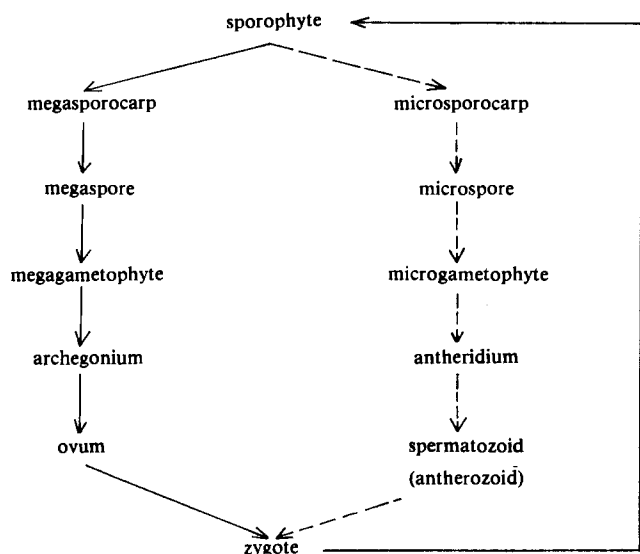 sporophyte
megasporocarp
microsporocarp
megaspore
microspore
megagametophyte
microgametophyte
archegonium
antheridium
ovum
spermatozoid
(antherozoid)
zygote